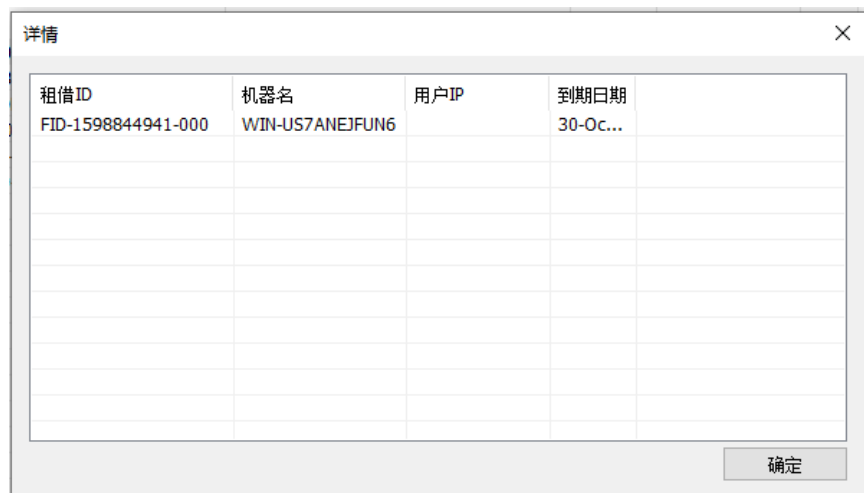 详情
租借ID 机器名 用户IP 到期日期
FID-1598844941-000 WIN-US7ANEJFUN6 30-Oc...
确定